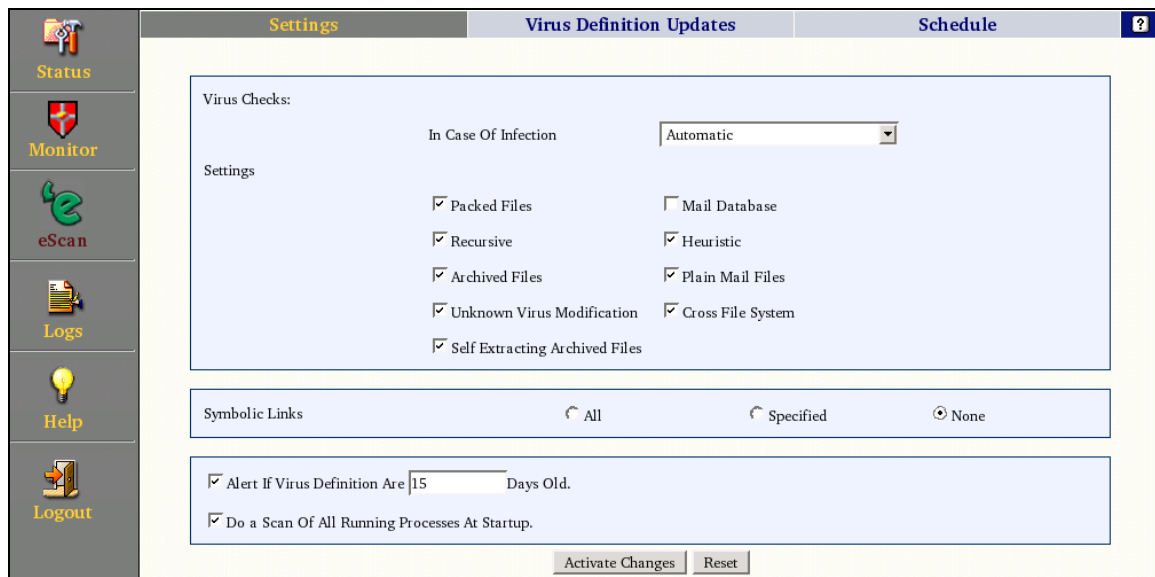 Settings
Virus Definition Updates
Schedule
?
Status
Monitor
eScan
Logs
Help
Logout
Virus Checks:
In Case Of Infection
Automatic
Settings
Packed Files
Mail Database
Recursive
Heuristic
Archived Files
Plain Mail Files
Unknown Virus Modification
Cross File System
Self Extracting Archived Files
Symbolic Links
All
Specified
None
Alert If Virus Definition Are 15 Days Old.
Do a Scan Of All Running Processes At Startup.
Activate Changes
Reset